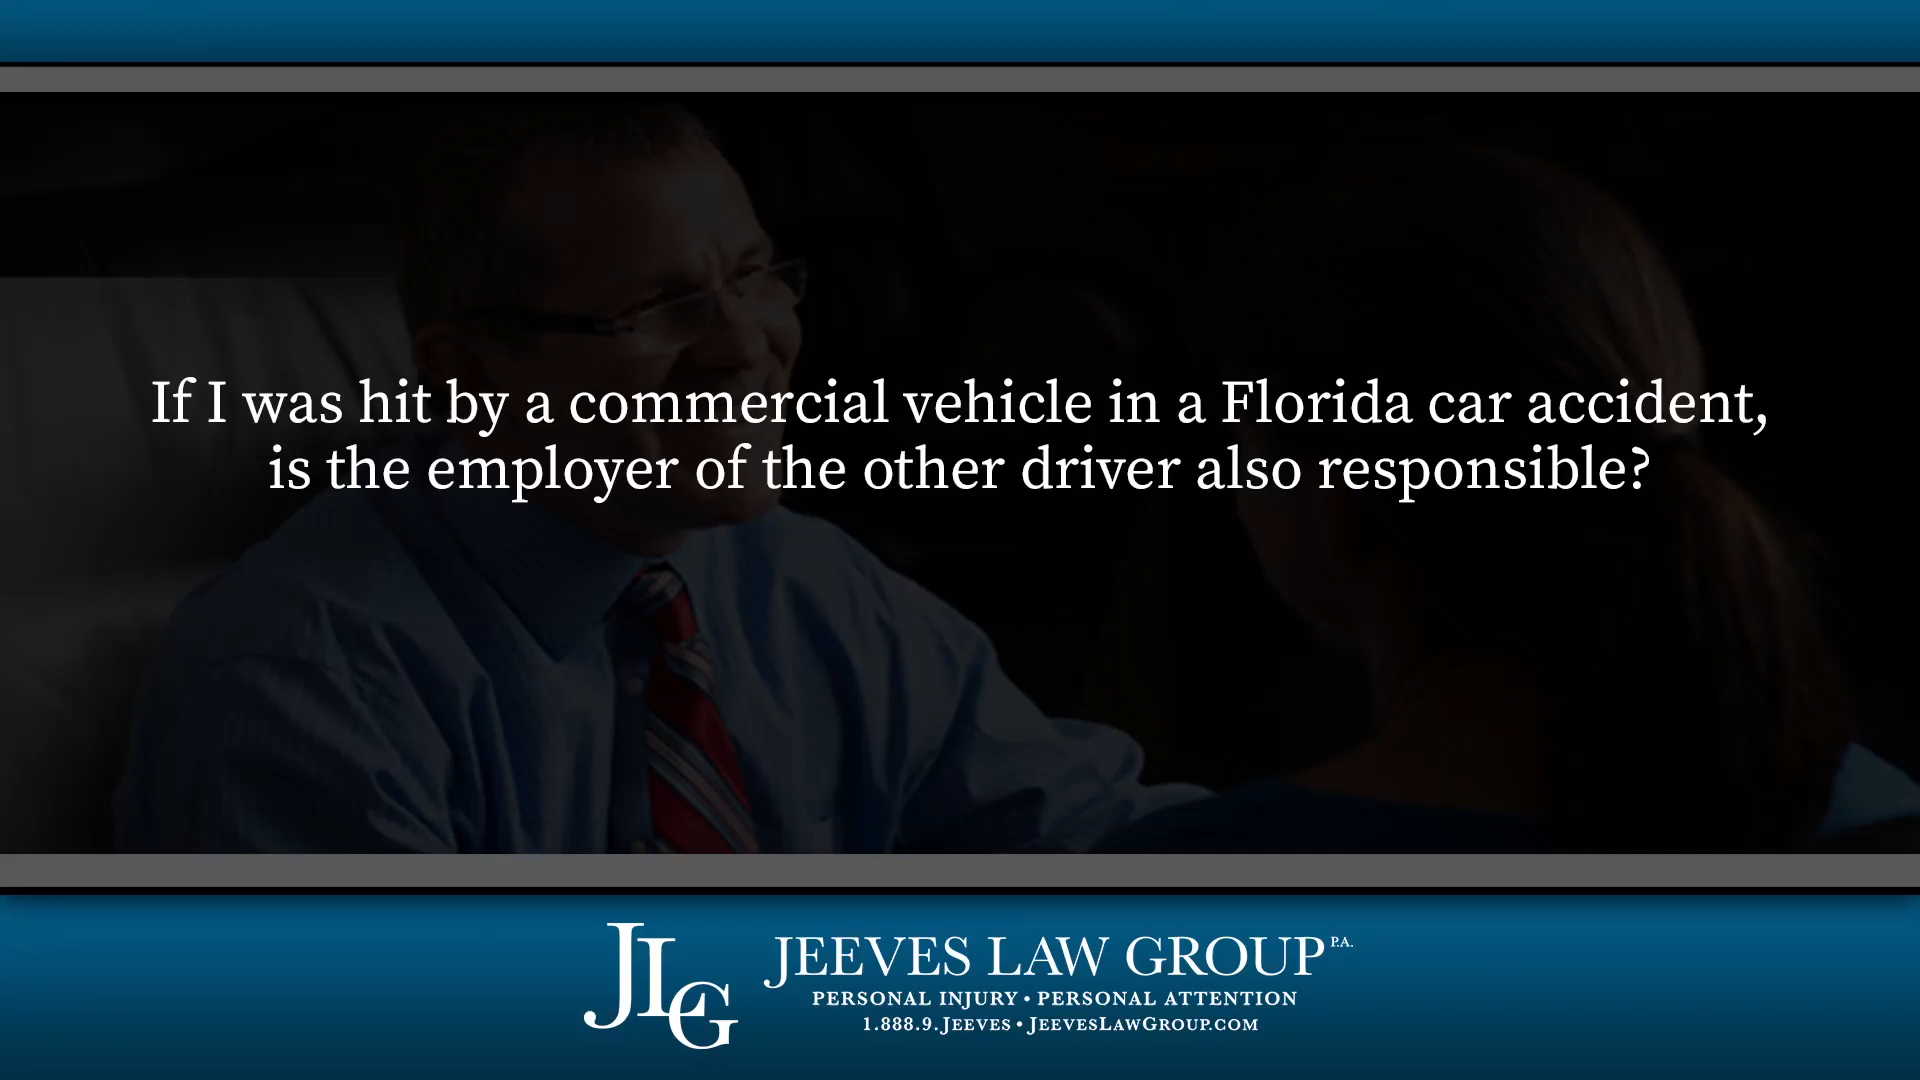 If I was hit by a commercial vehicle in a Florida car accident,
is the employer of the other driver also responsible?
JLG
JEEVES LAW GROUP P.A.
PERSONAL INJURY • PERSONAL ATTENTION
1.888.9.JEEVES • JEEVESLAWGROUP.COM